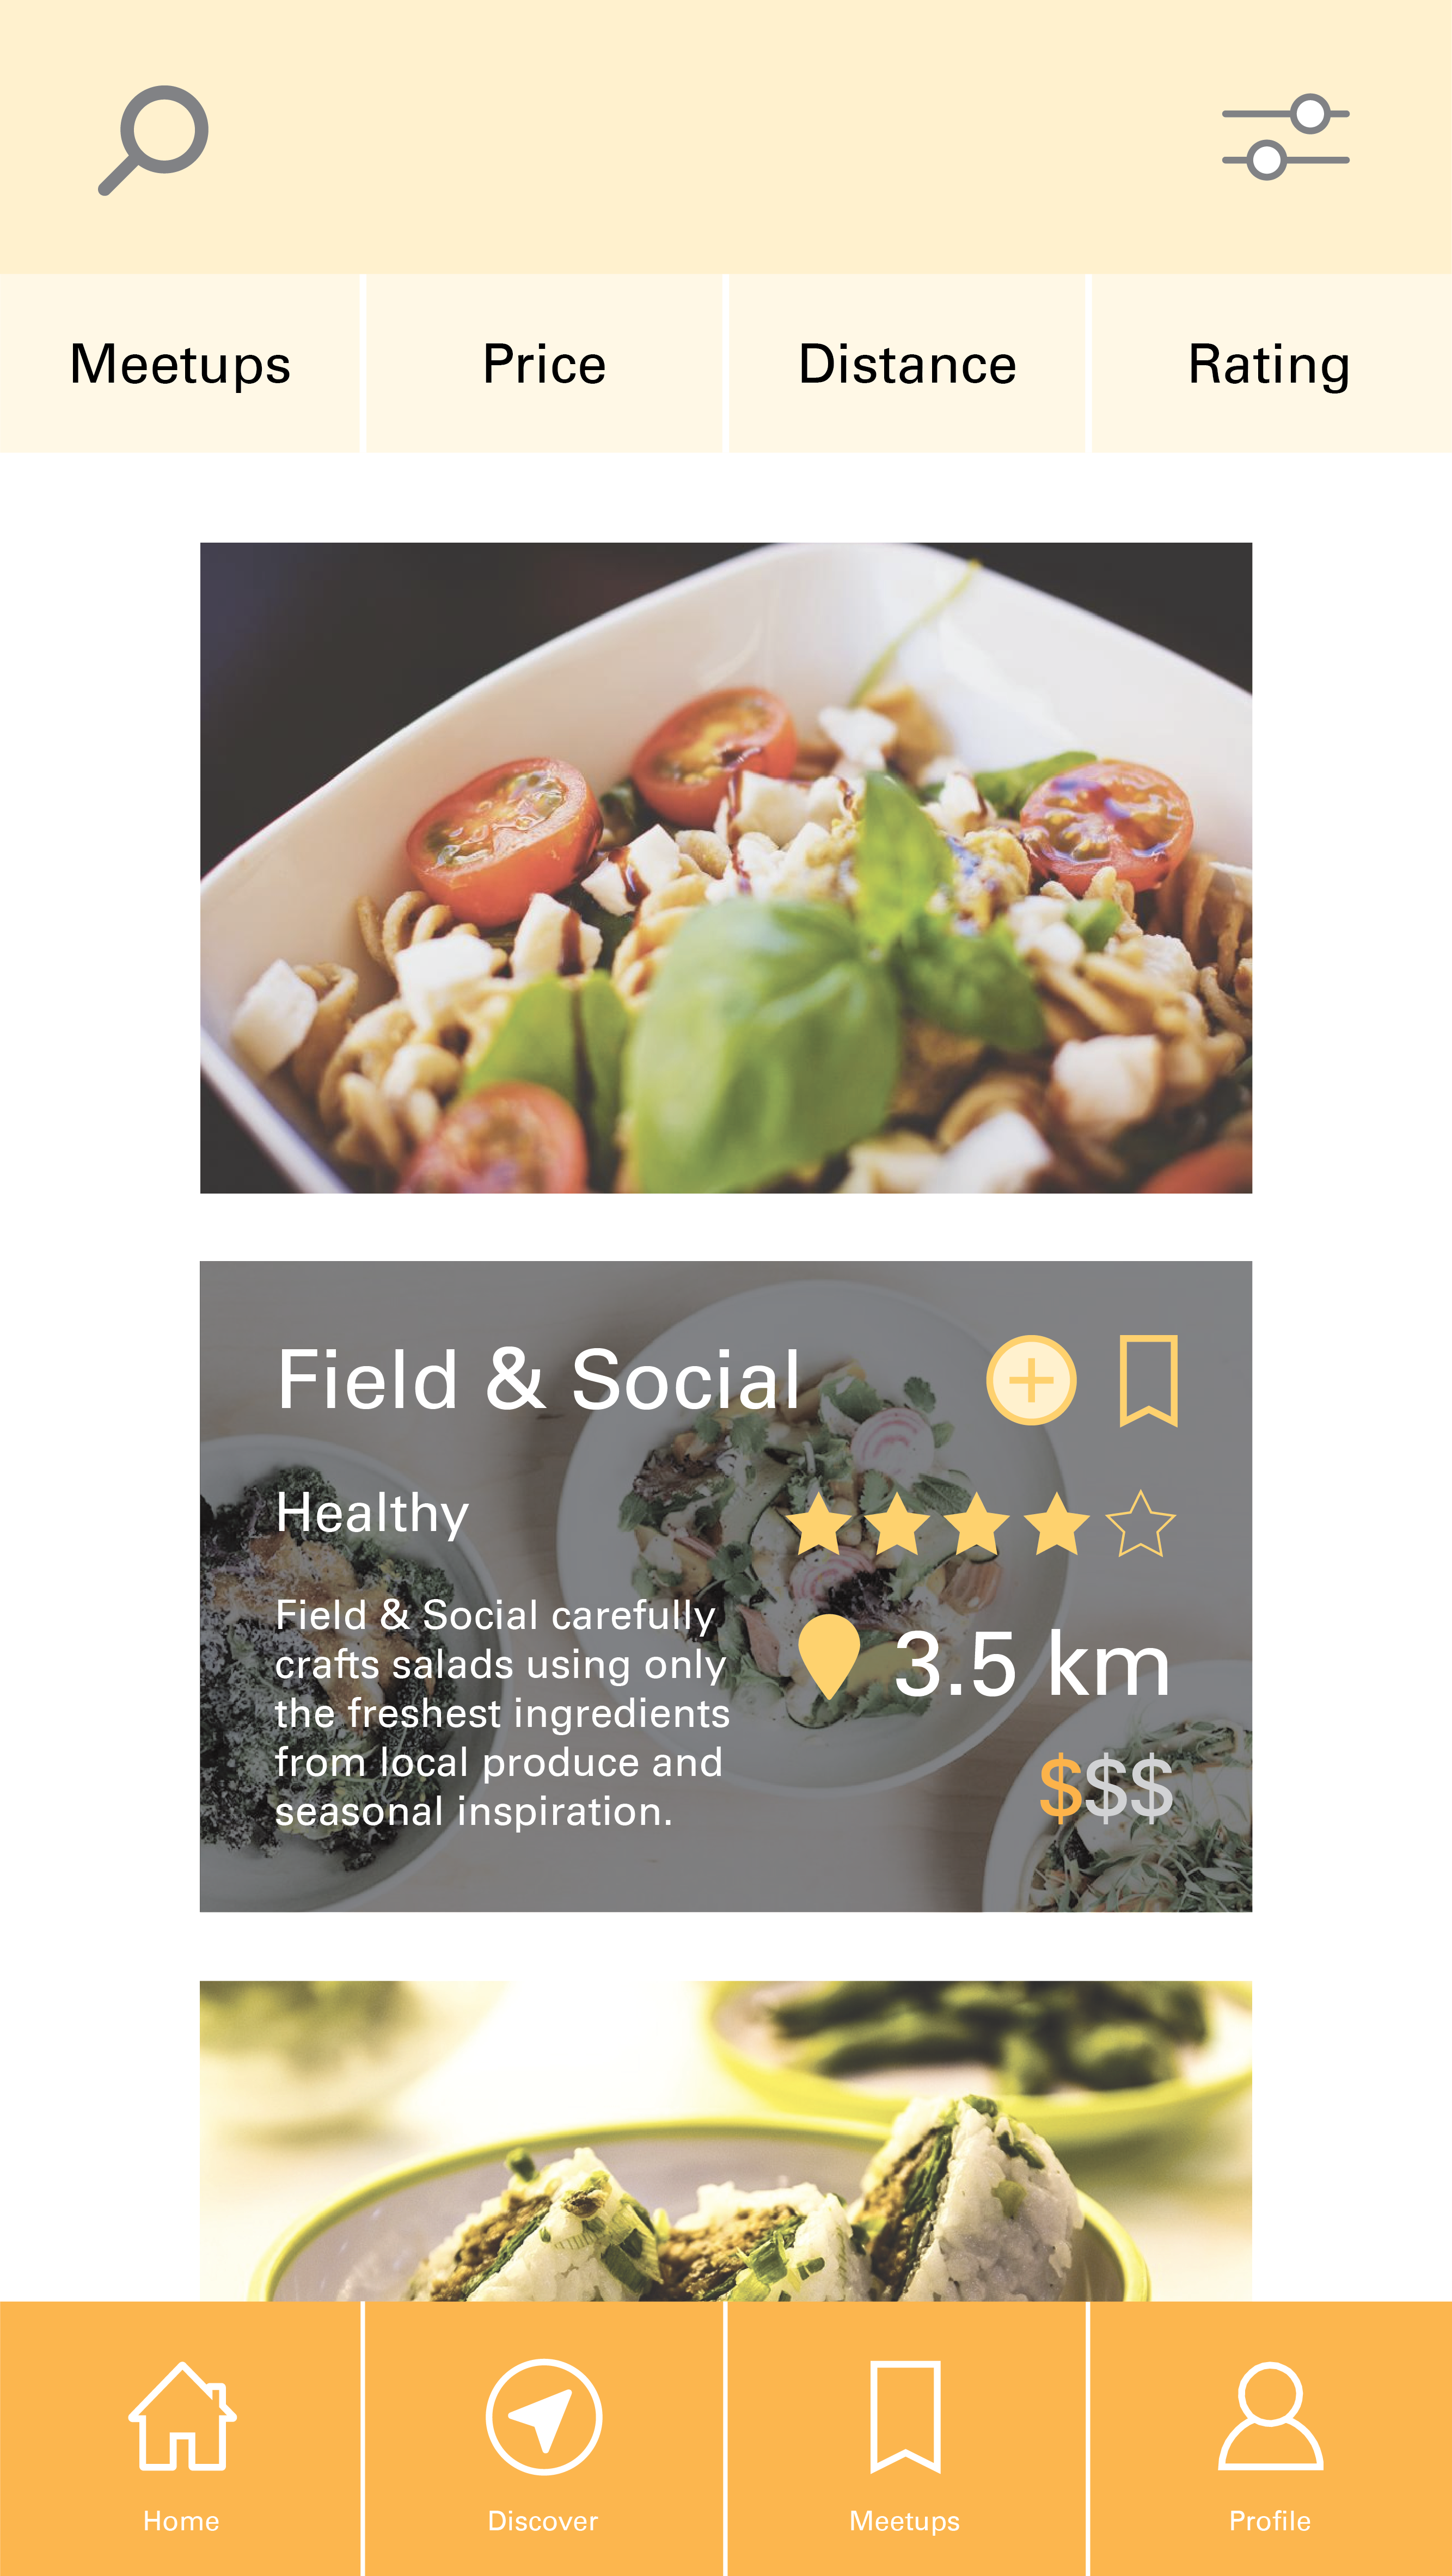 Meetups
Price
Distance
Rating
Field & Social
Healthy
Field & Social carefully
crafts salads using only
the freshest ingredients
from local produce and
seasonal inspiration.
3.5 km
$$$
Home
Discover
Meetups
Profile